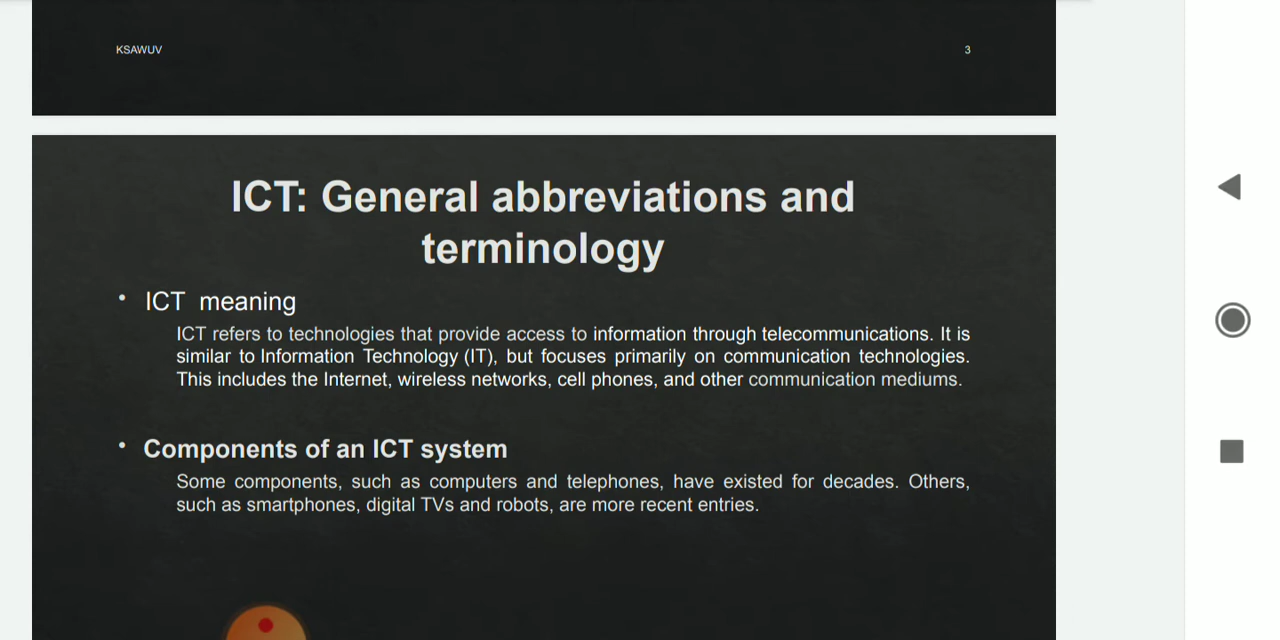 KSAWUV
3
ICT: General abbreviations and
terminology
• ICT meaning
ICT refers to technologies that provide access to information through telecommunications. It is
similar to Information Technology (IT), but focuses primarily on communication technologies.
This includes the Internet, wireless networks, cell phones, and other communication mediums.
• Components of an ICT system
Some components, such as computers and telephones, have existed for decades. Others,
such as smartphones, digital TVs and robots, are more recent entries.